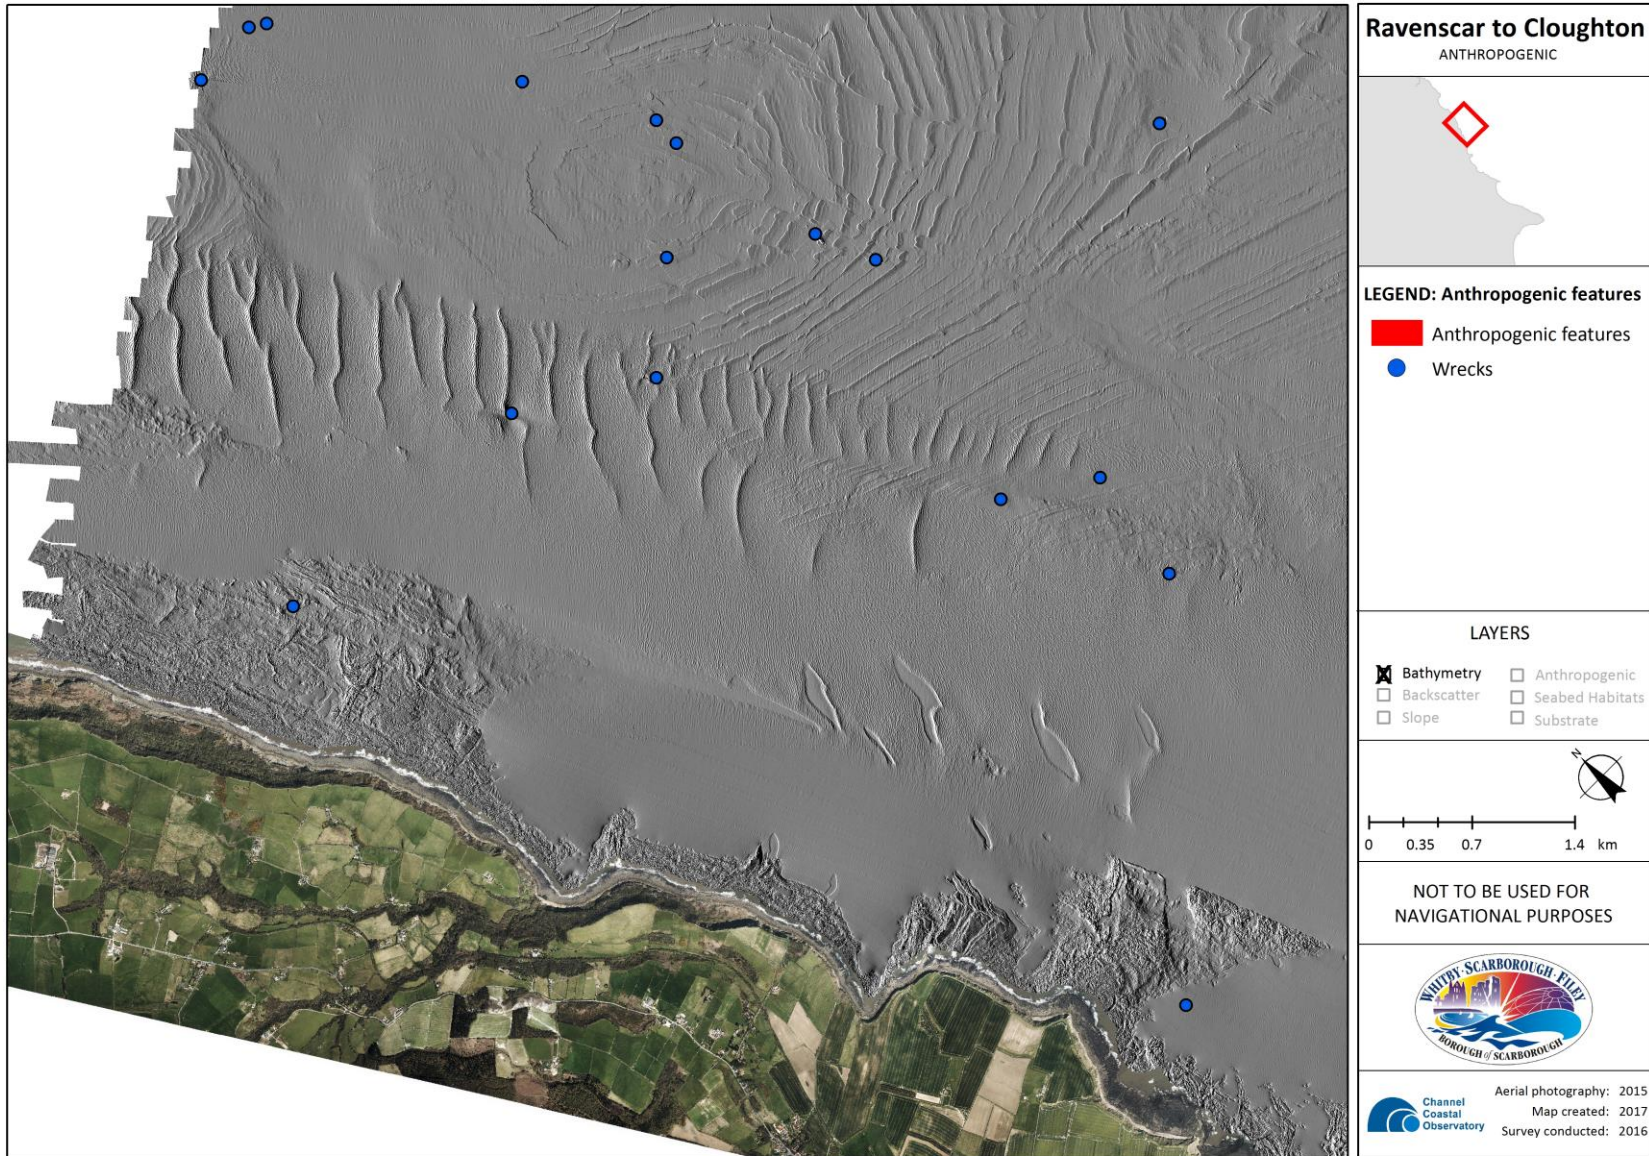 Ravenscar to Cloughton
ANTHROPOGENIC
LEGEND: Anthropogenic features
Anthropogenic features
Wrecks
LAYERS
Bathymetry
Anthropogenic
Backscatter
Seabed Habitats
Slope
Substrate
N
0 0.35 0.7 1.4 km
NOT TO BE USED FOR
NAVIGATIONAL PURPOSES
WHITBY · SCARBOROUGH · FILEY
BOROUGH of SCARBOROUGH
Channel
Coastal
Observatory
Aerial photography: 2015
Map created: 2017
Survey conducted: 2016